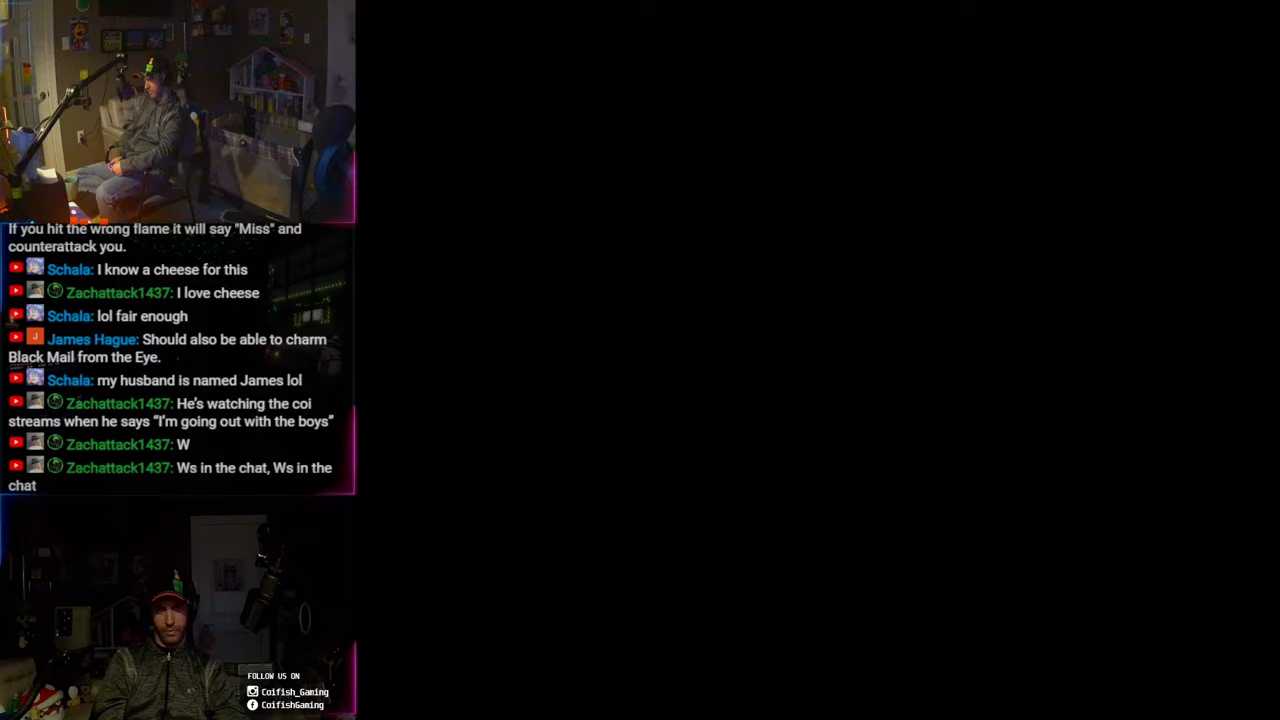 If you hit the wrong flame it will say "Miss" and
counterattack you.
Schala: I know a cheese for this
Zachattack1437: I love cheese
Schala: lol fair enough
J James Hague: Should also be able to charm
Black Mail from the Eye.
Schala: my husband is named James lol
Zachattack1437: He's watching the coi
streams when he says “I'm going out with the boys”
Zachattack1437: W
Zachattack1437: Ws in the chat, Ws in the
chat
FOLLOW US ON
Coifish_Gaming
CoifishGaming